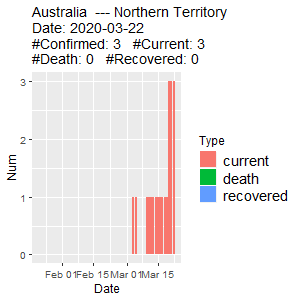 Australia  --- Northern Territory
Date: 2020-03-22
#Confirmed: 3   #Current: 3
#Death: 0   #Recovered: 0
3
2
1
0
Num
Feb 01
Feb 15
Mar 01
Mar 15
Date
Type
current
death
recovered